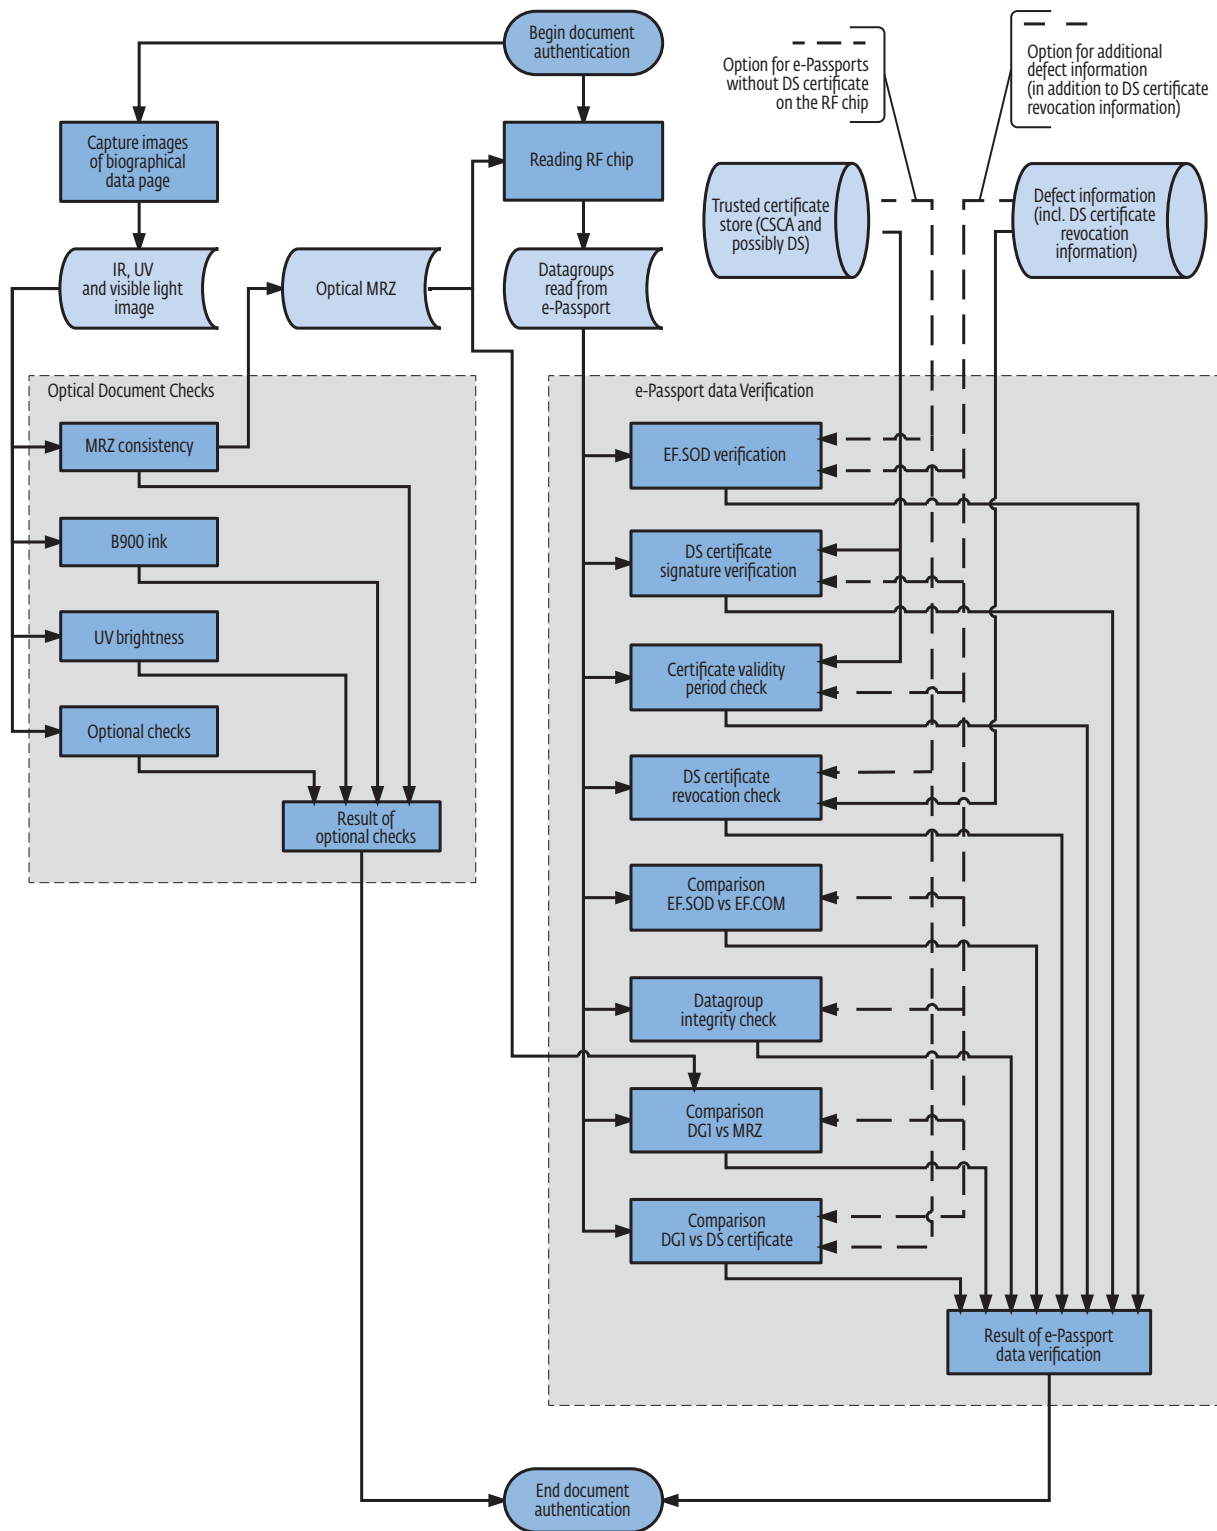 Begin document
authentication
Option for e-Passports
without DS certificate
on the RF chip
Option for additional
defect information
(in addition to DS certificate
revocation information)
Capture images
of biographical
data page
Reading RF chip
Trusted certificate
store (CSCA and
possibly DS)
Defect information
(incl. DS certificate
revocation
information)
IR, UV
and visible light
image
Optical MRZ
Datagroups
read from
e-Passport
Optical Document Checks
MRZ consistency
B900 ink
UV brightness
Optional checks
Result of
optional checks
e-Passport data Verification
EF.SOD verification
DS certificate
signature verification
Certificate validity
period check
DS certificate
revocation check
Comparison
EF.SOD vs EF.COM
Datagroup
integrity check
Comparison
DG1 vs MRZ
Comparison
DG1 vs DS certificate
Result of e-Passport
data verification
End document
authentication